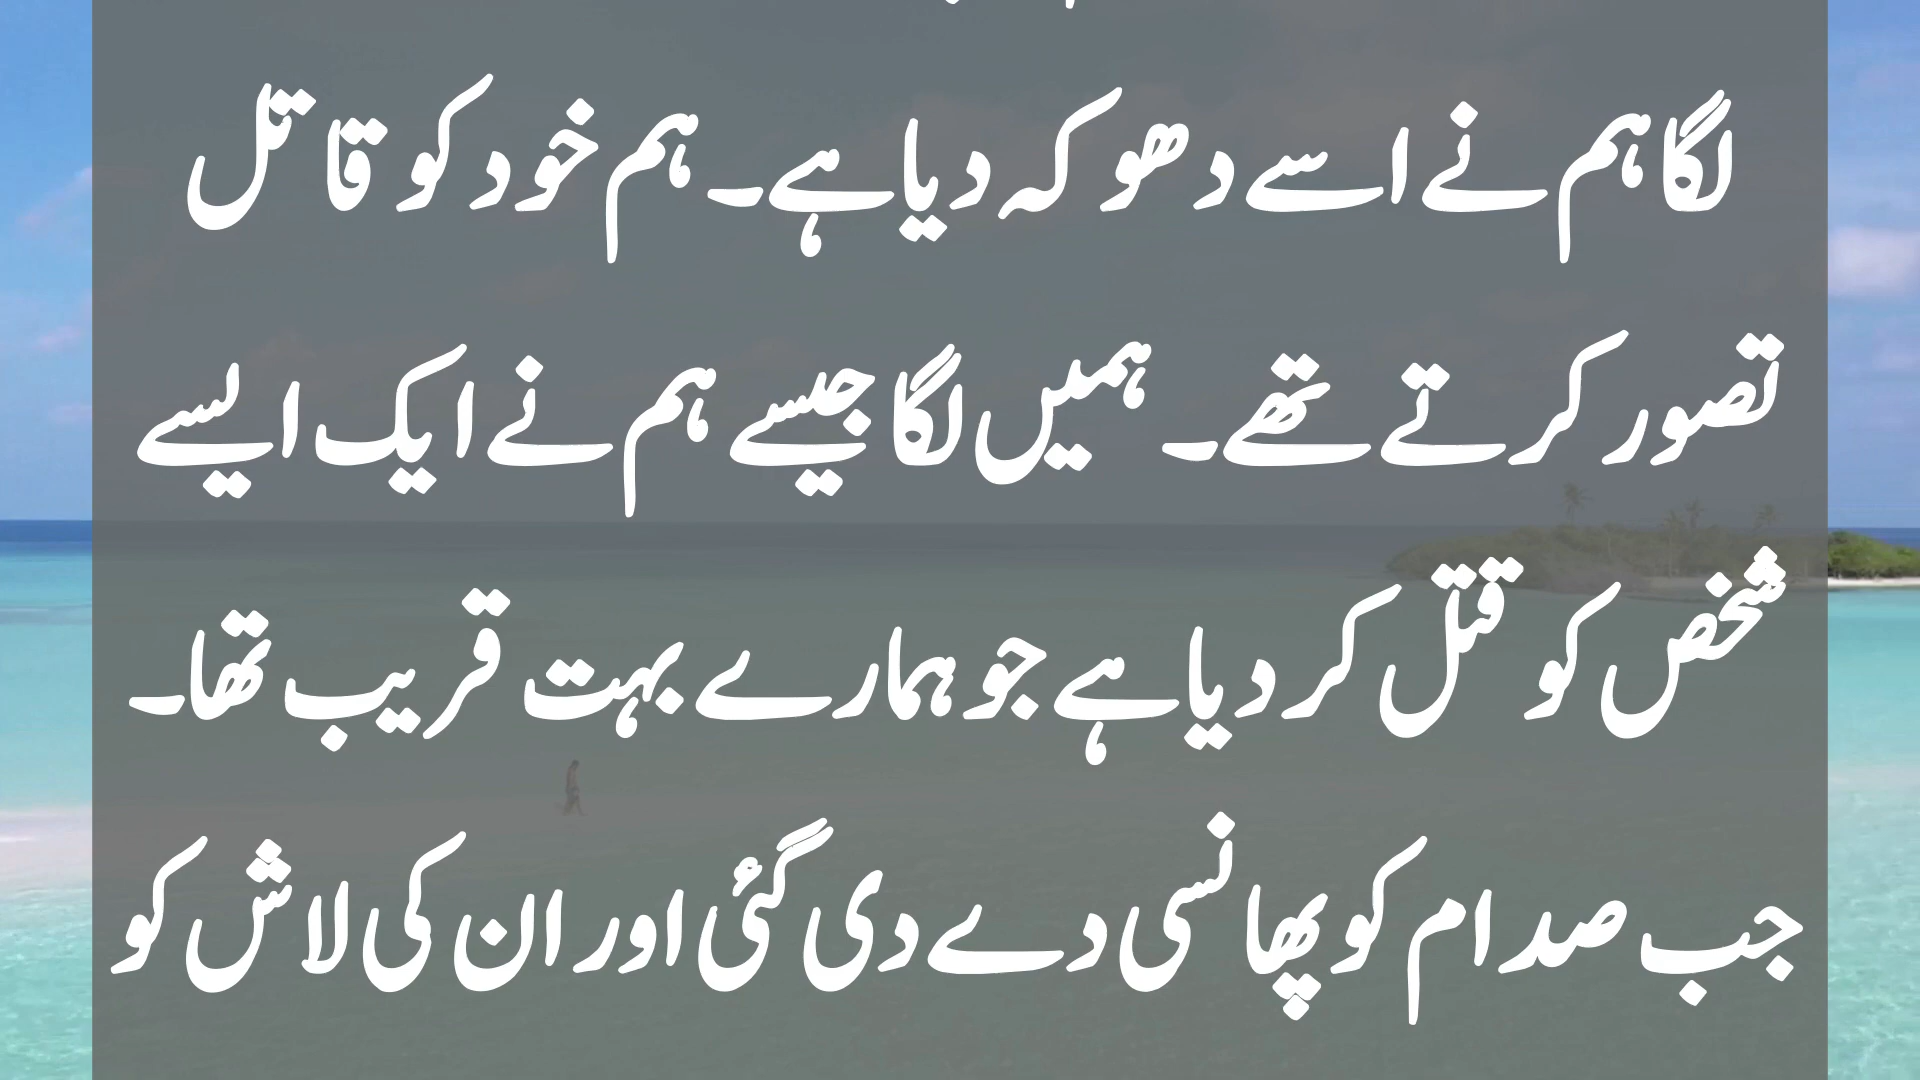 لگا ہم نے اسے دھوکہ دیا ہے۔ ہم خود کو قاتل
تصور کرتے تھے۔ ہمیں لگا جیسے ہم نے ایک ایسے
شخص کو قتل کر دیا ہے جو ہمارے بہت قریب تھا۔
جب صدام کو پھانسی دے دی گئی اور ان کی لاش کو